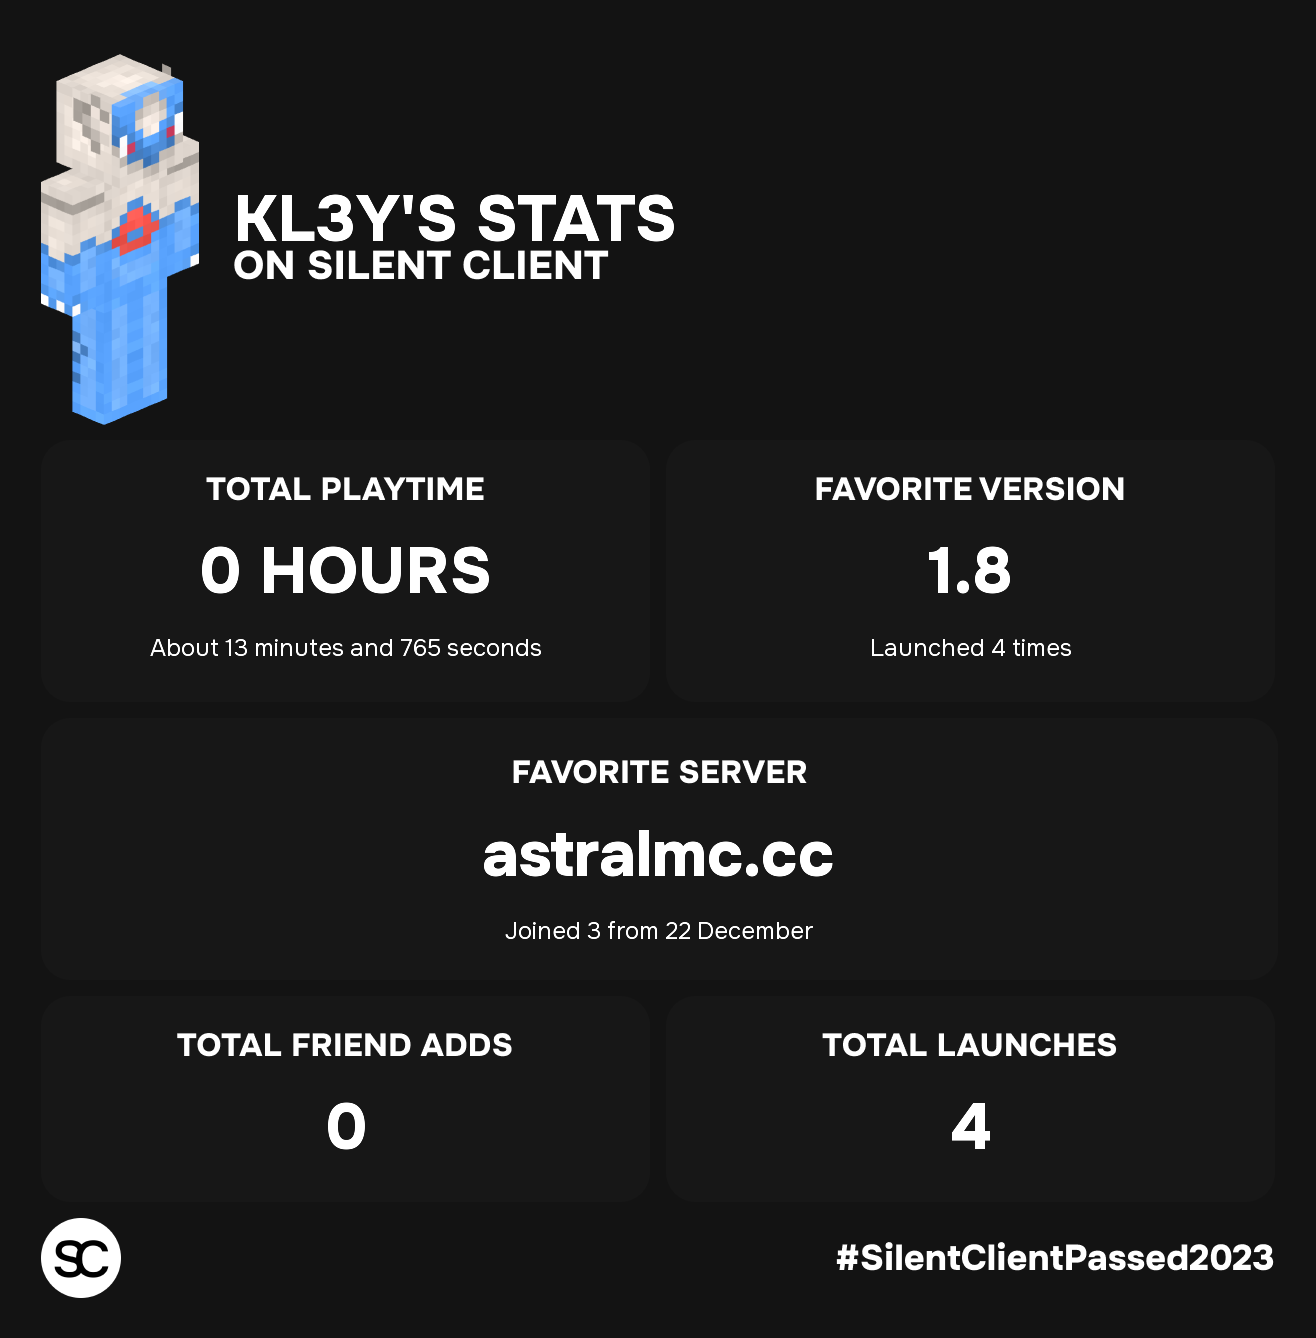 KL3Y'S STATS
ON SILENT CLIENT
TOTAL PLAYTIME
0 HOURS
About 13 minutes and 765 seconds
FAVORITE VERSION
1.8
Launched 4 times
FAVORITE SERVER
astralmc.cc
Joined 3 from 22 December
TOTAL FRIEND ADDS
0
TOTAL LAUNCHES
4
SC
#SilentClientPassed2023